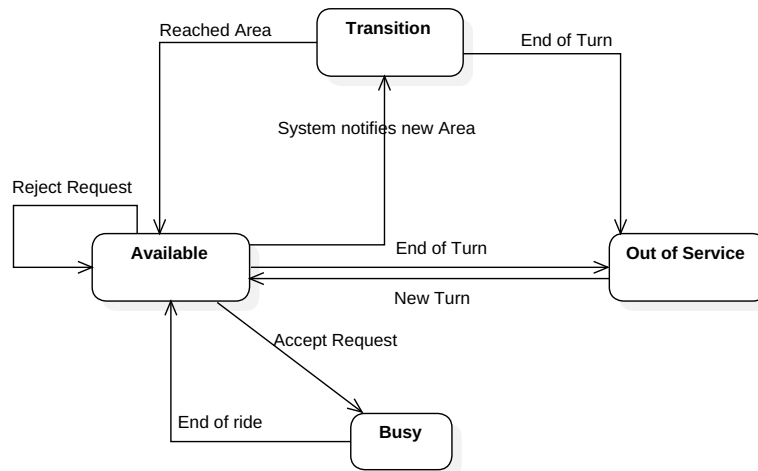 Transition
Reached Area
End of Turn
System notifies new Area
Reject Request
Available
End of Turn
Out of Service
New Turn
Accept Request
End of ride
Busy